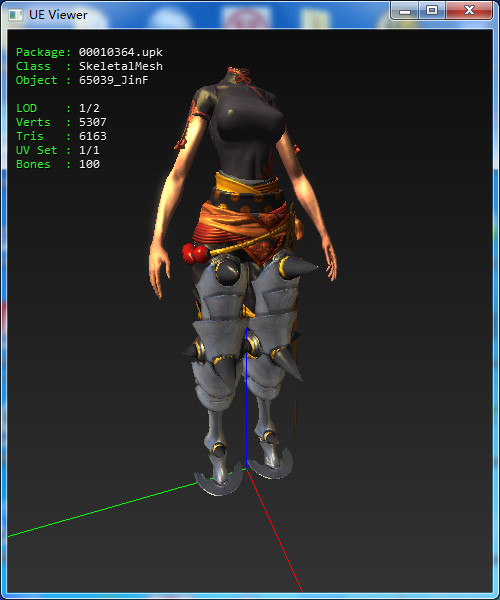 UE Viewer
Package: 00010364.upk
Class : SkeletalMesh
Object : 65039_JinF
LOD : 1/2
Verts : 5307
Tris : 6163
UV Set : 1/1
Bones : 100